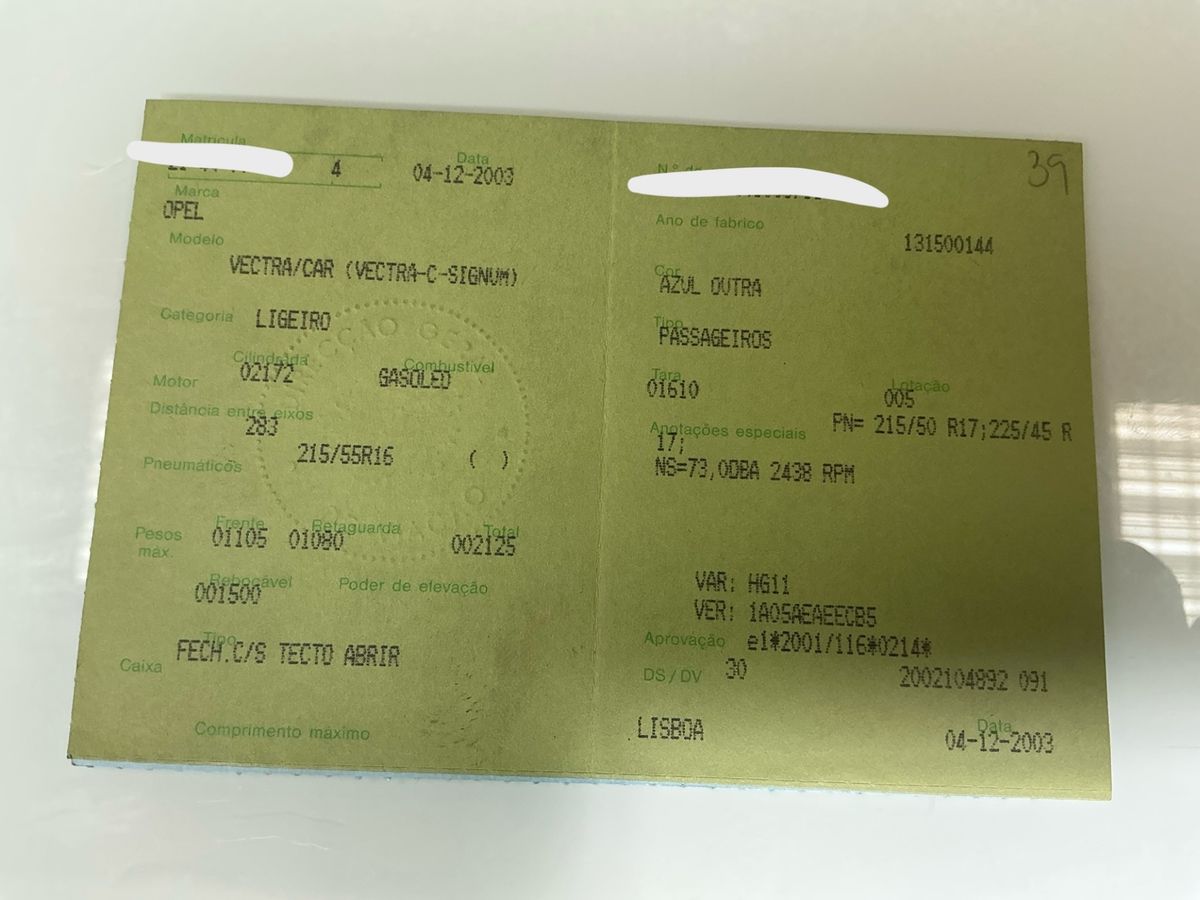 Matrícula
4
Data
04-12-2003
Marca
OPEL
Modelo
VECTRA/CAR (VECTRA-C-SIGNUM)
Categoria LIGEIRO
Cilindrada Combustível
Motor 02172 GASOLEO
Distância entre eixos
283
Pneumáticos 215/55R16 ( )
Frente Retaguarda Total
Pesos máx. 01105 01080 002125
Rebocável Poder de elevação
001500
Tipo
Caixa FECH.C/S TECTO ABRIR
Comprimento máximo
39
N.º
Ano de fabrico
131500144
Cor
AZUL OUTRA
Tipo
PASSAGEIROS
Tara Lotação
01610 005
Anotações especiais PN= 215/50 R17;225/45 R
17;
NS=73,0DBA 2438 RPM
VAR: HG11
VER: 1A05AEAEECB5
Aprovação e1*2001/116*0214*
DS/DV 30 2002104892 091
Data
LISBOA 04-12-2003